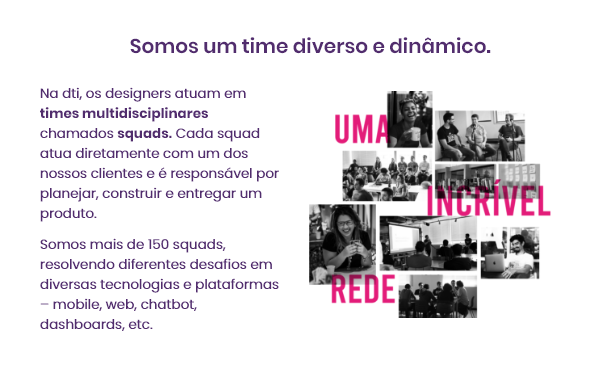 Somos um time diverso e dinâmico.
Na dti, os designers atuam em
times multidisciplinares
chamados squads. Cada squad
atua diretamente com um dos
nossos clientes e é responsável por
planejar, construir e entregar um
produto.
Somos mais de 150 squads,
resolvendo diferentes desafios em
diversas tecnologias e plataformas
– mobile, web, chatbot,
dashboards, etc.
UMA
INCRÍVEL
REDE